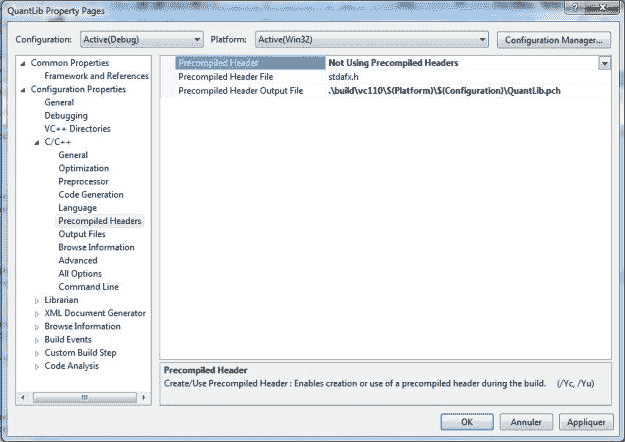 QuantLib Property Pages
Configuration: Active(Debug) Platform: Active(Win32) Configuration Manager...
Common Properties
Framework and References
Configuration Properties
General
Debugging
VC++ Directories
C/C++
General
Optimization
Preprocessor
Code Generation
Language
Precompiled Headers
Output Files
Browse Information
Advanced
All Options
Command Line
Librarian
XML Document Generator
Browse Information
Build Events
Custom Build Step
Code Analysis
Precompiled Header Not Using Precompiled Headers
Precompiled Header File stdafx.h
Precompiled Header Output File .\build\vc110\$(Platform)\$(Configuration)\QuantLib.pch
Precompiled Header
Create/Use Precompiled Header : Enables creation or use of a precompiled header during the build. (/Yc, /Yu)
OK Annuler Appliquer